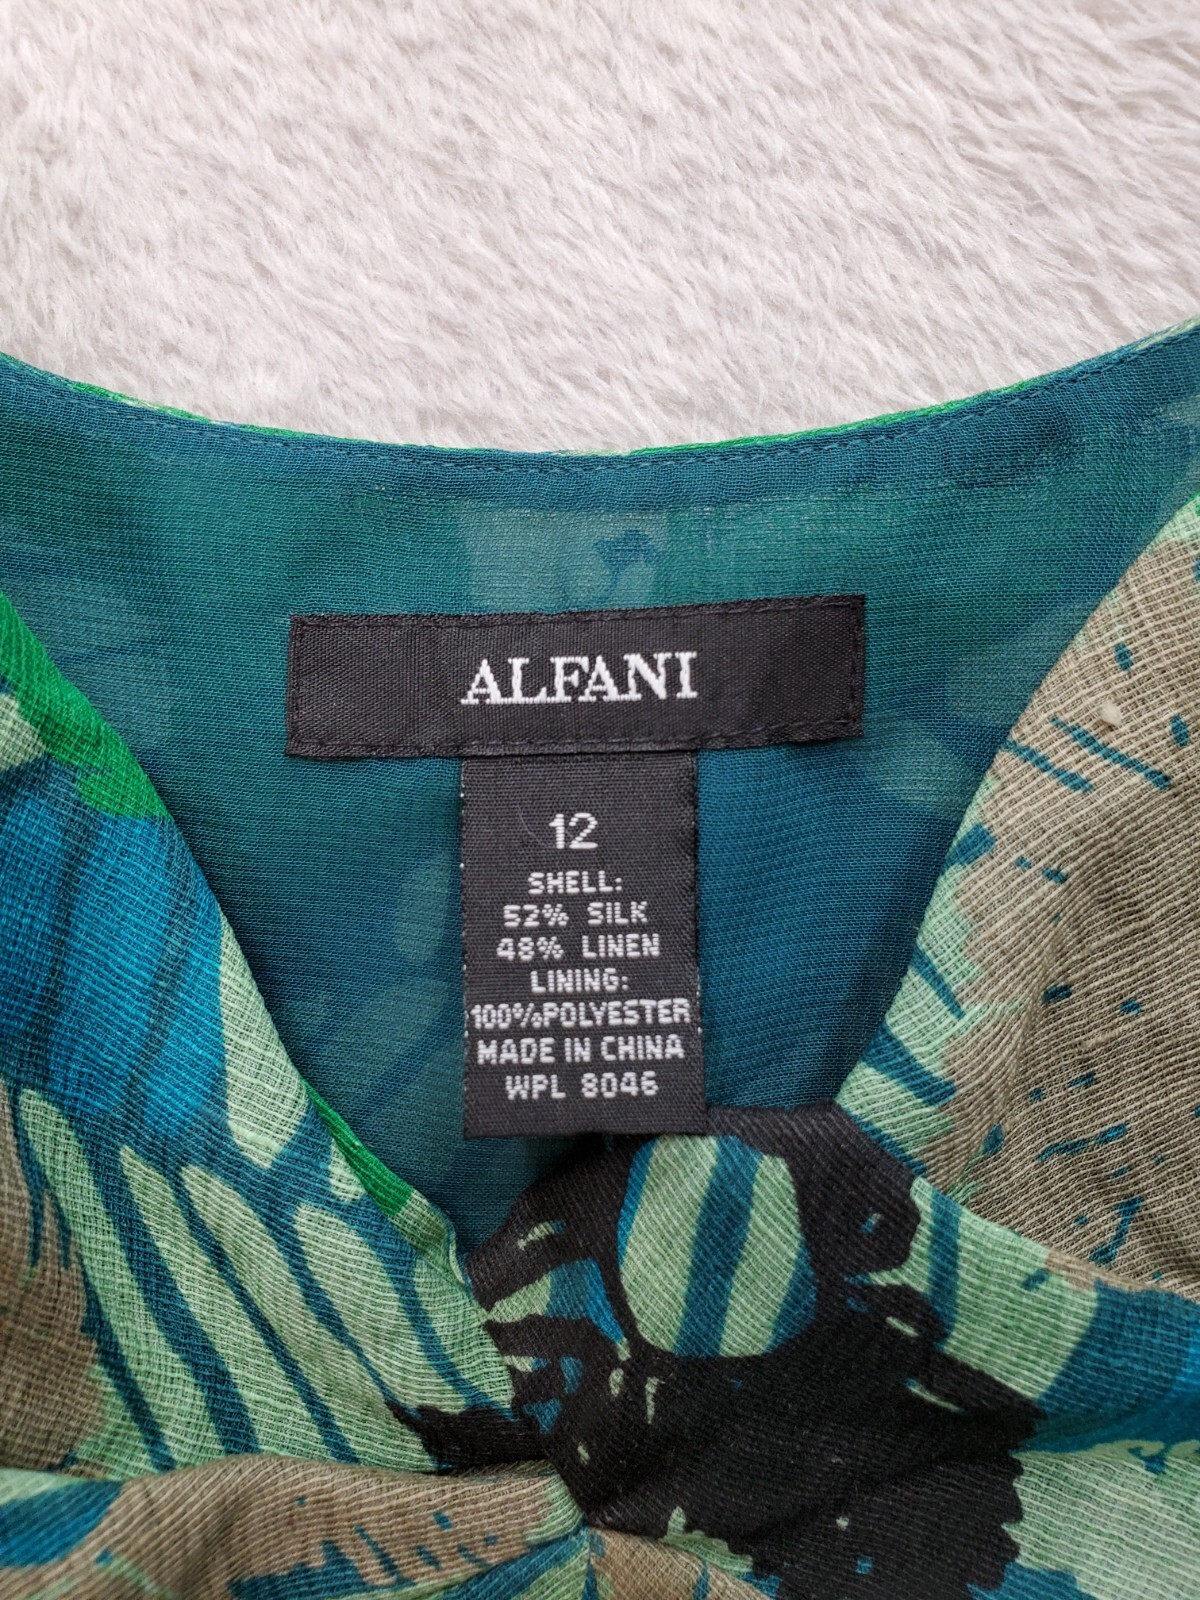 ALFANI
12
SHELL:
52% SILK
48% LINEN
LINING:
100%POLYESTER
MADE IN CHINA
WPL 8046